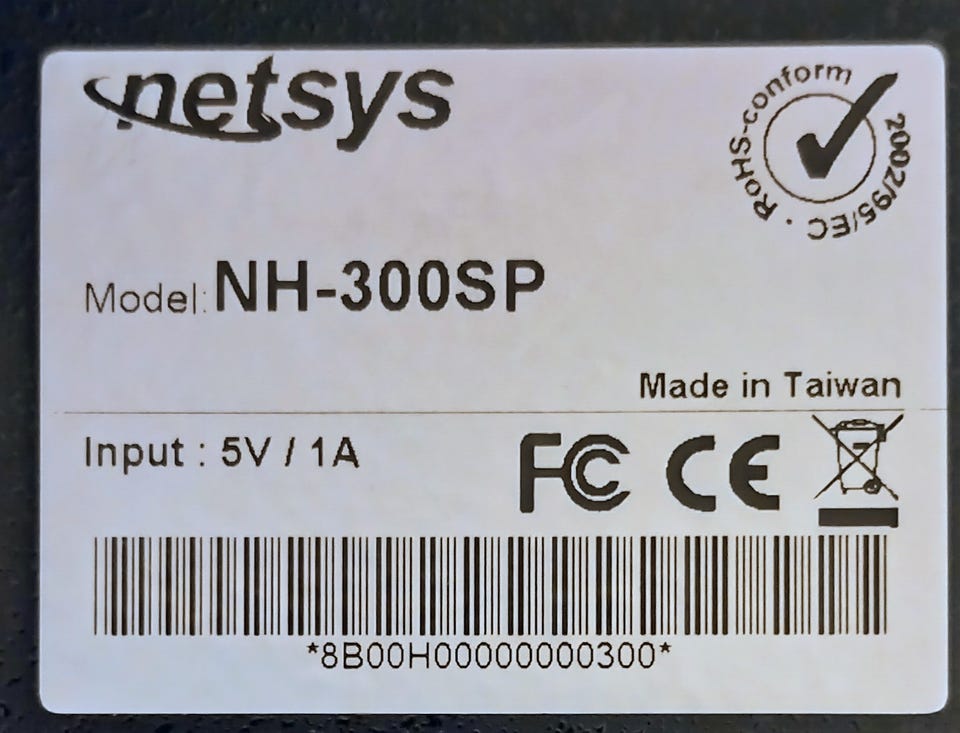 netsys
RoHS-conform · 2002/95/EC
Model: NH-300SP
Made in Taiwan
Input : 5V / 1A
FC CE
*8B00H00000000300*